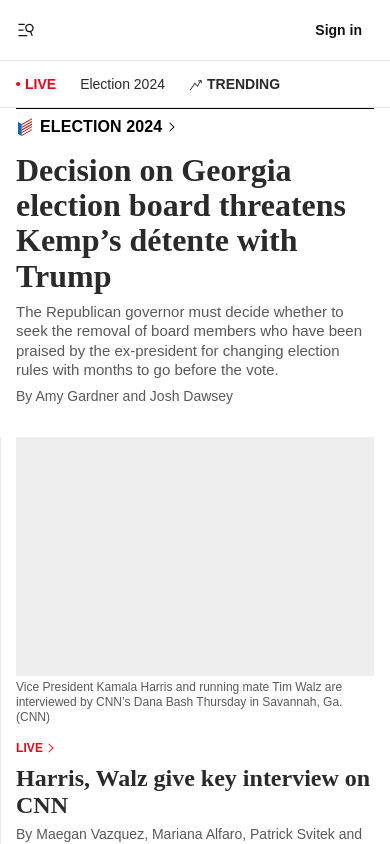 Sign in
LIVE Election 2024 TRENDING
ELECTION 2024
Decision on Georgia
election board threatens
Kemp’s détente with
Trump
The Republican governor must decide whether to
seek the removal of board members who have been
praised by the ex-president for changing election
rules with months to go before the vote.
By Amy Gardner and Josh Dawsey
Vice President Kamala Harris and running mate Tim Walz are
interviewed by CNN’s Dana Bash Thursday in Savannah, Ga.
(CNN)
LIVE
Harris, Walz give key interview on
CNN
By Maegan Vazquez, Mariana Alfaro, Patrick Svitek and